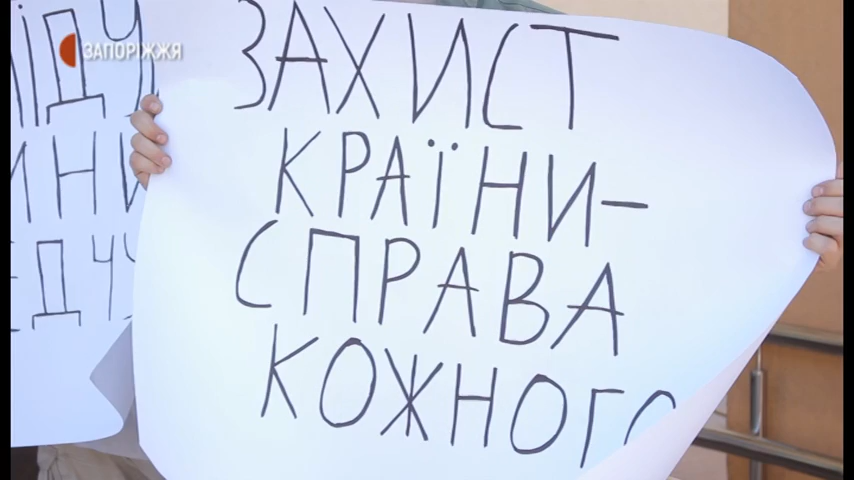 ЗАПОРІЖЖЯ
ЗАХИСТ
КРАЇНИ–
СПРАВА
КОЖНОГО